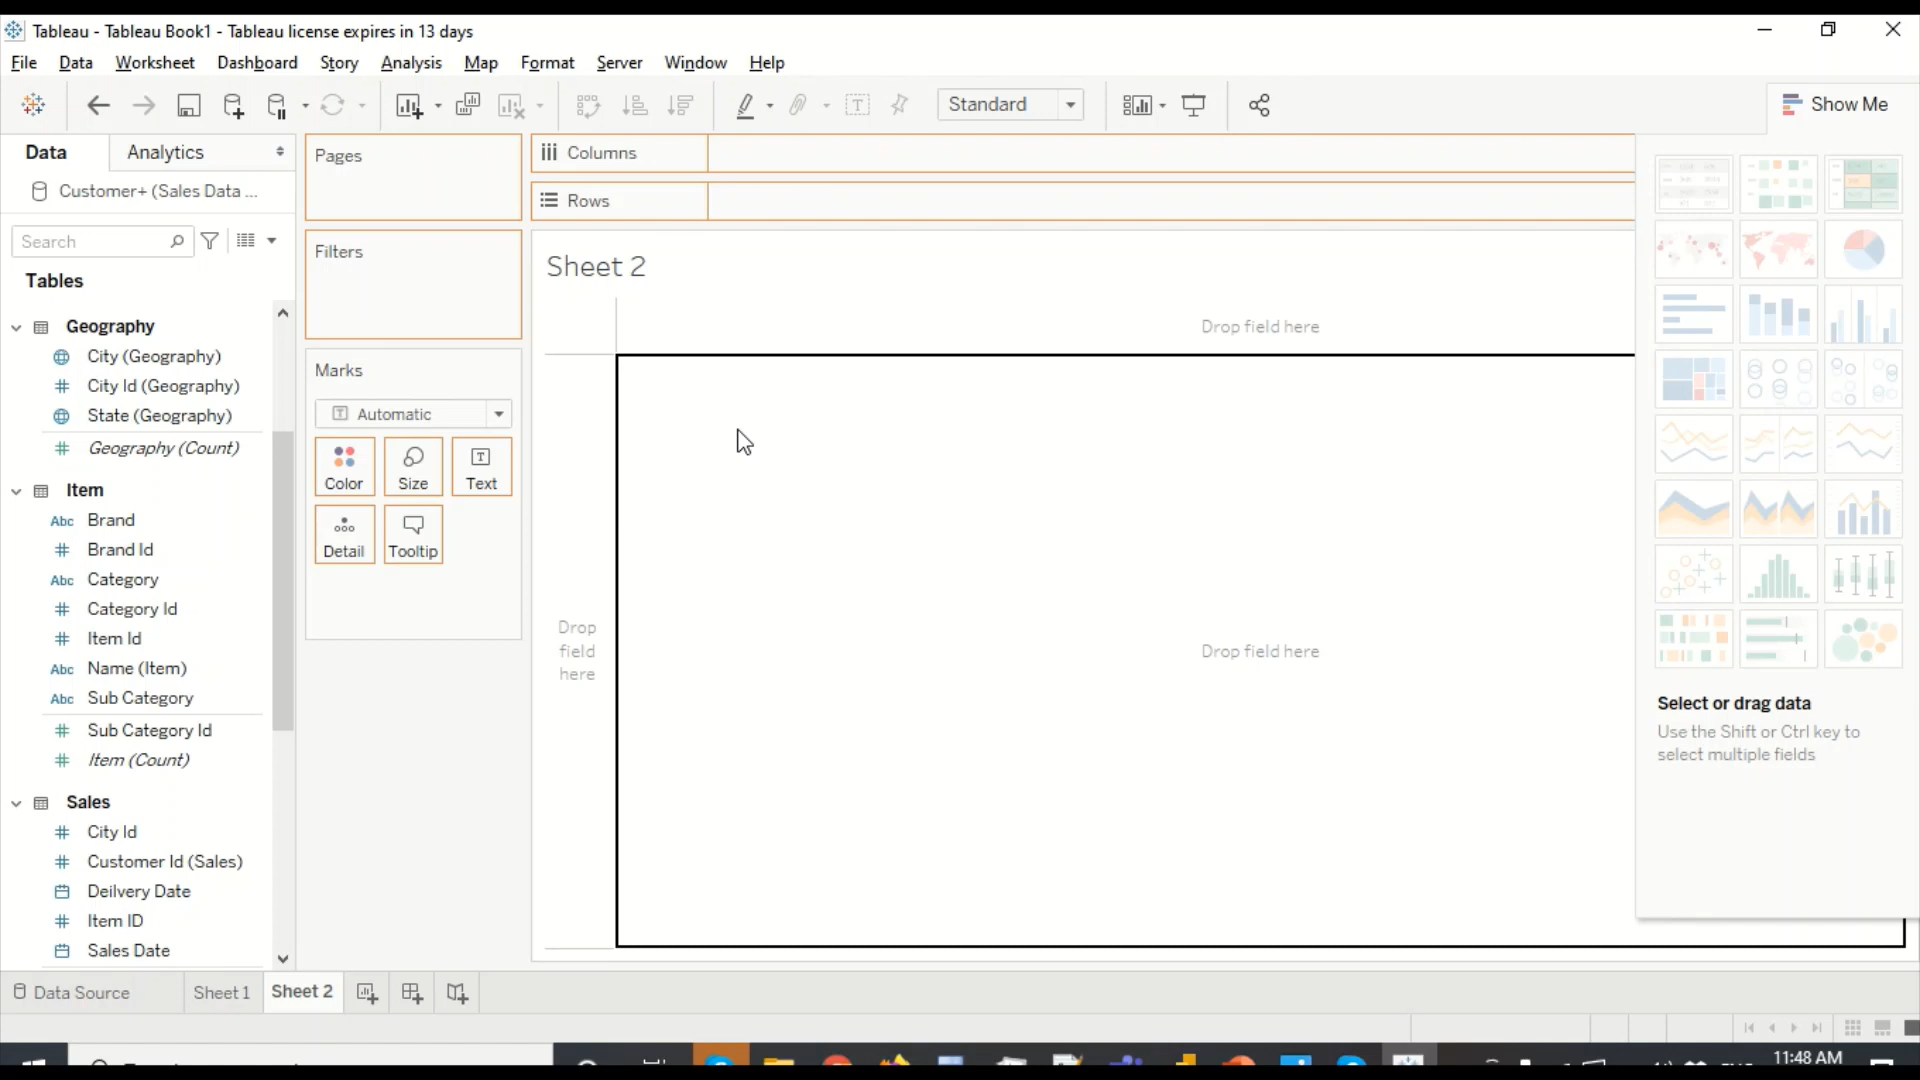 Tableau - Tableau Book1 - Tableau license expires in 13 days
File Data Worksheet Dashboard Story Analysis Map Format Server Window Help
Standard
Show Me
Data Analytics
Customer+ (Sales Data ...
Search
Tables
Geography
City (Geography)
# City Id (Geography)
State (Geography)
# Geography (Count)
Item
Abc Brand
# Brand Id
Abc Category
# Category Id
# Item Id
Abc Name (Item)
Abc Sub Category
# Sub Category Id
# Item (Count)
Sales
# City Id
# Customer Id (Sales)
Deilvery Date
# Item ID
Sales Date
Pages
Filters
Marks
T Automatic
Color Size Text
Detail Tooltip
Columns
Rows
Sheet 2
Drop field here
Drop
field
here
Drop field here
Select or drag data
Use the Shift or Ctrl key to
select multiple fields
Data Source Sheet 1 Sheet 2
11:48 AM